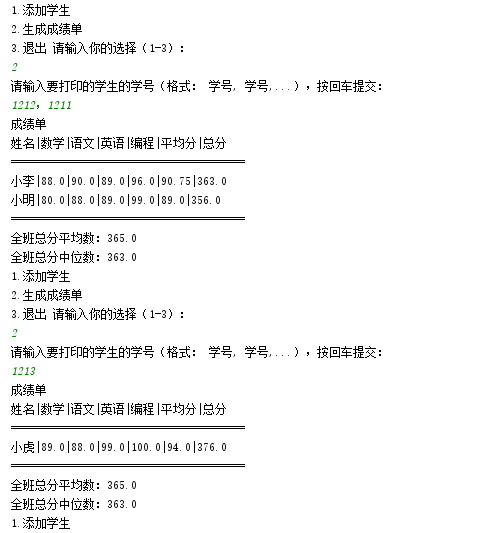 1.添加学生
2.生成成绩单
3.退出 请输入你的选择（1-3）：
2
请输入要打印的学生的学号（格式： 学号, 学号,...），按回车提交：
1212，1211
成绩单
姓名|数学|语文|英语|编程|平均分|总分
══════════════════════════
小李|88.0|90.0|89.0|96.0|90.75|363.0
小明|80.0|88.0|89.0|99.0|89.0|356.0
══════════════════════════
全班总分平均数：365.0
全班总分中位数：363.0
1.添加学生
2.生成成绩单
3.退出 请输入你的选择（1-3）：
2
请输入要打印的学生的学号（格式： 学号, 学号,...），按回车提交：
1213
成绩单
姓名|数学|语文|英语|编程|平均分|总分
══════════════════════════
小虎|89.0|88.0|99.0|100.0|94.0|376.0
══════════════════════════
全班总分平均数：365.0
全班总分中位数：363.0
1.添加学生